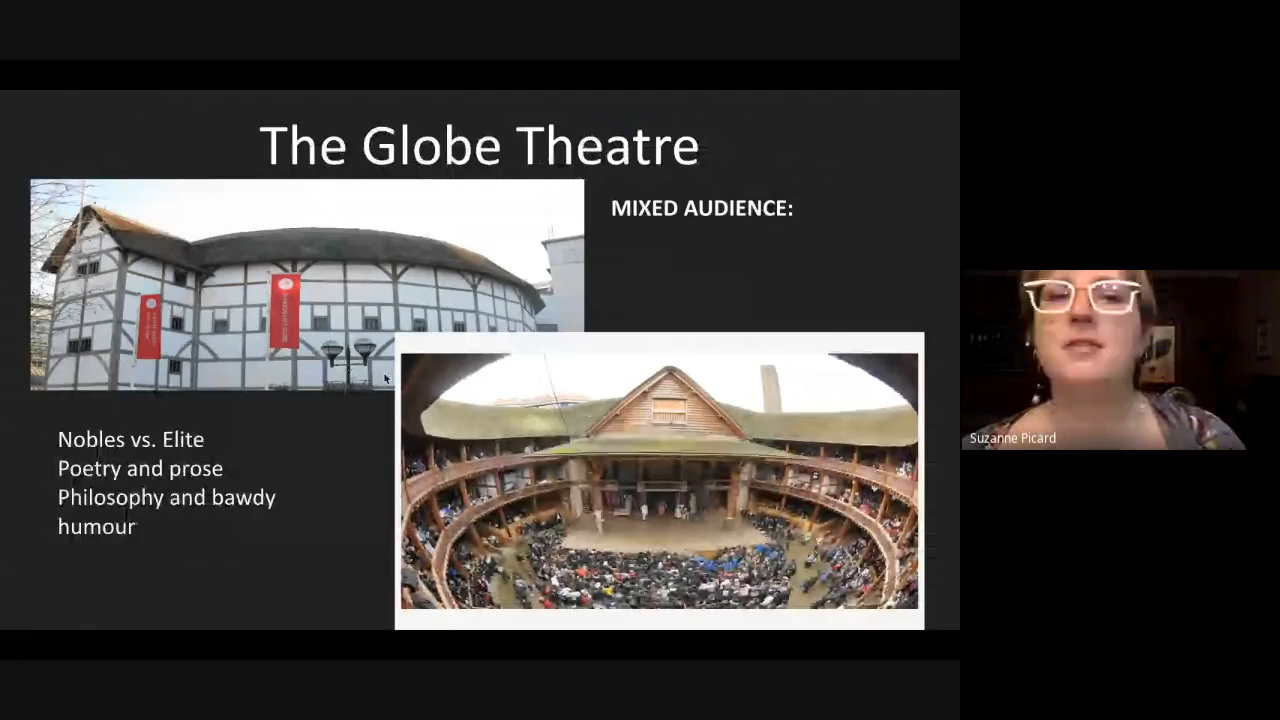 The Globe Theatre
MIXED AUDIENCE:
Nobles vs. Elite
Poetry and prose
Philosophy and bawdy
humour
Suzanne Picard